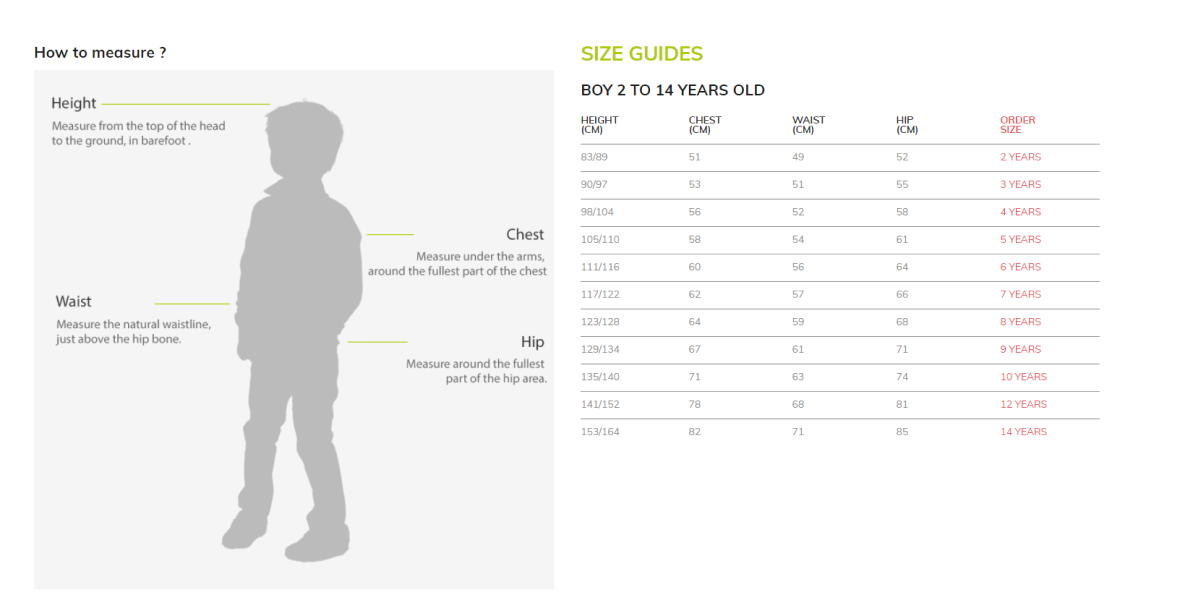 How to measure ?
Height
Measure from the top of the head
to the ground, in barefoot .
Chest
Measure under the arms,
around the fullest part of the chest
Waist
Measure the natural waistline,
just above the hip bone.
Hip
Measure around the fullest
part of the hip area.
SIZE GUIDES
BOY 2 TO 14 YEARS OLD
HEIGHT (CM) CHEST (CM) WAIST (CM) HIP (CM) ORDER SIZE
83/89 51 49 52 2 YEARS
90/97 53 51 55 3 YEARS
98/104 56 52 58 4 YEARS
105/110 58 54 61 5 YEARS
111/116 60 56 64 6 YEARS
117/122 62 57 66 7 YEARS
123/128 64 59 68 8 YEARS
129/134 67 61 71 9 YEARS
135/140 71 63 74 10 YEARS
141/152 78 68 81 12 YEARS
153/164 82 71 85 14 YEARS